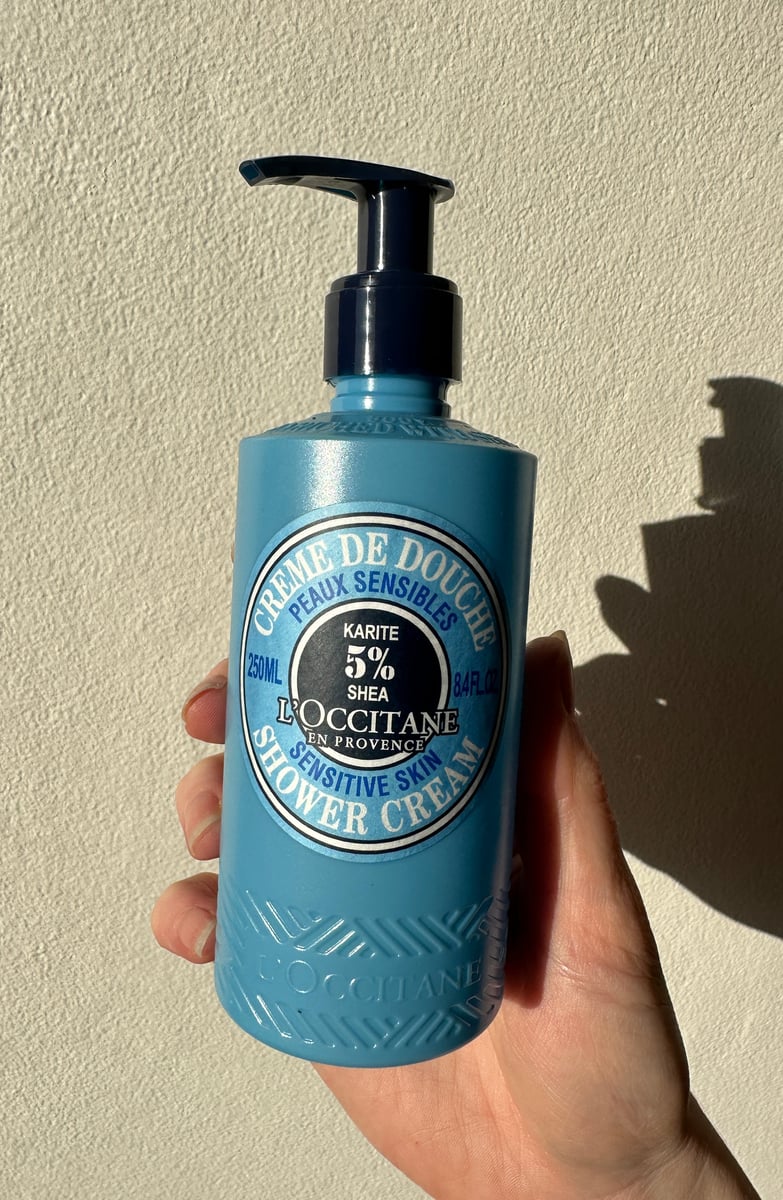 CREME DE DOUCHE
PEAUX SENSIBLES
KARITE
5%
SHEA
250ML
8.4FL.OZ
L'OCCITANE
EN PROVENCE
SENSITIVE SKIN
SHOWER CREAM
L'OCCITANE